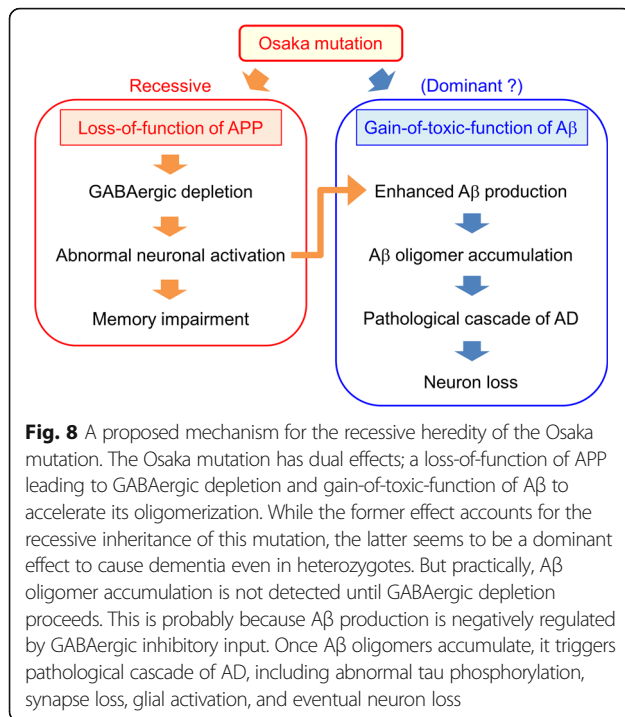 Osaka mutation
Recessive
(Dominant ?)
Loss-of-function of APP
Gain-of-toxic-function of Aβ
GABAergic depletion
Enhanced Aβ production
Abnormal neuronal activation
Aβ oligomer accumulation
Memory impairment
Pathological cascade of AD
Neuron loss
Fig. 8 A proposed mechanism for the recessive heredity of the Osaka
mutation. The Osaka mutation has dual effects; a loss-of-function of APP
leading to GABAergic depletion and gain-of-toxic-function of Aβ to
accelerate its oligomerization. While the former effect accounts for the
recessive inheritance of this mutation, the latter seems to be a dominant
effect to cause dementia even in heterozygotes. But practically, Aβ
oligomer accumulation is not detected until GABAergic depletion
proceeds. This is probably because Aβ production is negatively regulated
by GABAergic inhibitory input. Once Aβ oligomers accumulate, it triggers
pathological cascade of AD, including abnormal tau phosphorylation,
synapse loss, glial activation, and eventual neuron loss